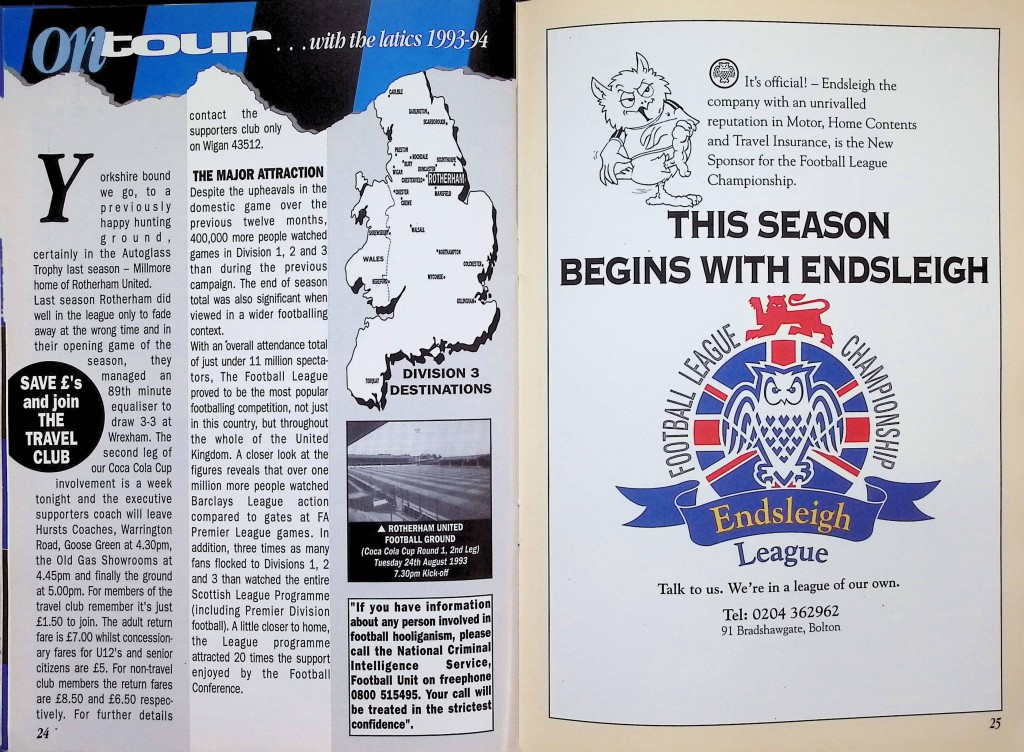 on tour ...with the latics 1993-94
Yorkshire bound
we go, to a
previously
happy hunting
ground,
certainly in the Autoglass
Trophy last season – Millmore
home of Rotherham United.
Last season Rotherham did
well in the league only to fade
away at the wrong time and in
their opening game of the
season, they
managed an
89th minute
equaliser to
draw 3-3 at
Wrexham. The
second leg of
our Coca Cola Cup
involvement is a week
tonight and the executive
supporters coach will leave
Hursts Coaches, Warrington
Road, Goose Green at 4.30pm,
the Old Gas Showrooms at
4.45pm and finally the ground
at 5.00pm. For members of the
travel club remember it's just
£1.50 to join. The adult return
fare is £7.00 whilst concession-
ary fares for U12's and senior
citizens are £5. For non-travel
club members the return fares
are £8.50 and £6.50 respec-
tively. For further details
SAVE £'s
and join
THE
TRAVEL
CLUB
24
contact the
supporters club only
on Wigan 43512.
THE MAJOR ATTRACTION
Despite the upheavals in the
domestic game over the
previous twelve months,
400,000 more people watched
games in Division 1, 2 and 3
than during the previous
campaign. The end of season
total was also significant when
viewed in a wider footballing
context.
With an overall attendance total
of just under 11 million specta-
tors, The Football League
proved to be the most popular
footballing competition, not just
in this country, but throughout
the whole of the United
Kingdom. A closer look at the
figures reveals that over one
million more people watched
Barclays League action
compared to gates at FA
Premier League games. In
addition, three times as many
fans flocked to Divisions 1, 2
and 3 than watched the entire
Scottish League Programme
(including Premier Division
football). A little closer to home,
the League programme
attracted 20 times the support
enjoyed by the Football
Conference.
CARLISLE
DARLINGTON
SCARBOROUGH
PRESTON
ROCHDALE
BURY
SCUNTHORPE
WIGAN
DONCASTER
CHESTERFIELD
ROTHERHAM
CHESTER
MANSFIELD
CREWE
SHREWSBURY
WALSALL
WALES
NORTHAMPTON
COLCHESTER
HEREFORD
WYCOMBE
GILLINGHAM
TORQUAY
DIVISION 3
DESTINATIONS
▲ ROTHERHAM UNITED
FOOTBALL GROUND
(Coca Cola Cup Round 1, 2nd Leg)
Tuesday 24th August 1993
7.30pm Kick-off
"If you have information
about any person involved in
football hooliganism, please
call the National Criminal
Intelligence Service,
Football Unit on freephone
0800 515495. Your call will
be treated in the strictest
confidence".
It's official! – Endsleigh the
company with an unrivalled
reputation in Motor, Home Contents
and Travel Insurance, is the New
Sponsor for the Football League
Championship.
THIS SEASON
BEGINS WITH ENDSLEIGH
FOOTBALL LEAGUE CHAMPIONSHIP
Endsleigh
League
Talk to us. We're in a league of our own.
Tel: 0204 362962
91 Bradshawgate, Bolton
25